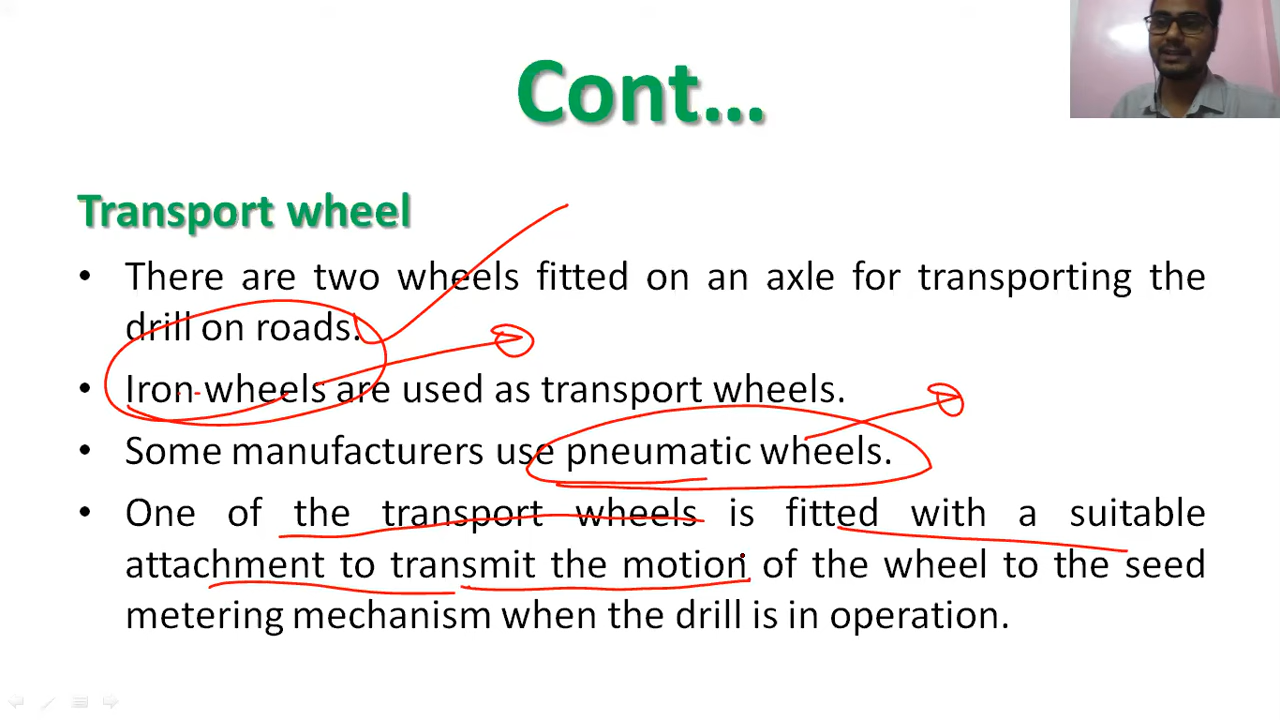 Cont...
Transport wheel
• There are two wheels fitted on an axle for transporting the
drill on roads.
• Iron wheels are used as transport wheels.
• Some manufacturers use pneumatic wheels.
• One of the transport wheels is fitted with a suitable
attachment to transmit the motion of the wheel to the seed
metering mechanism when the drill is in operation.